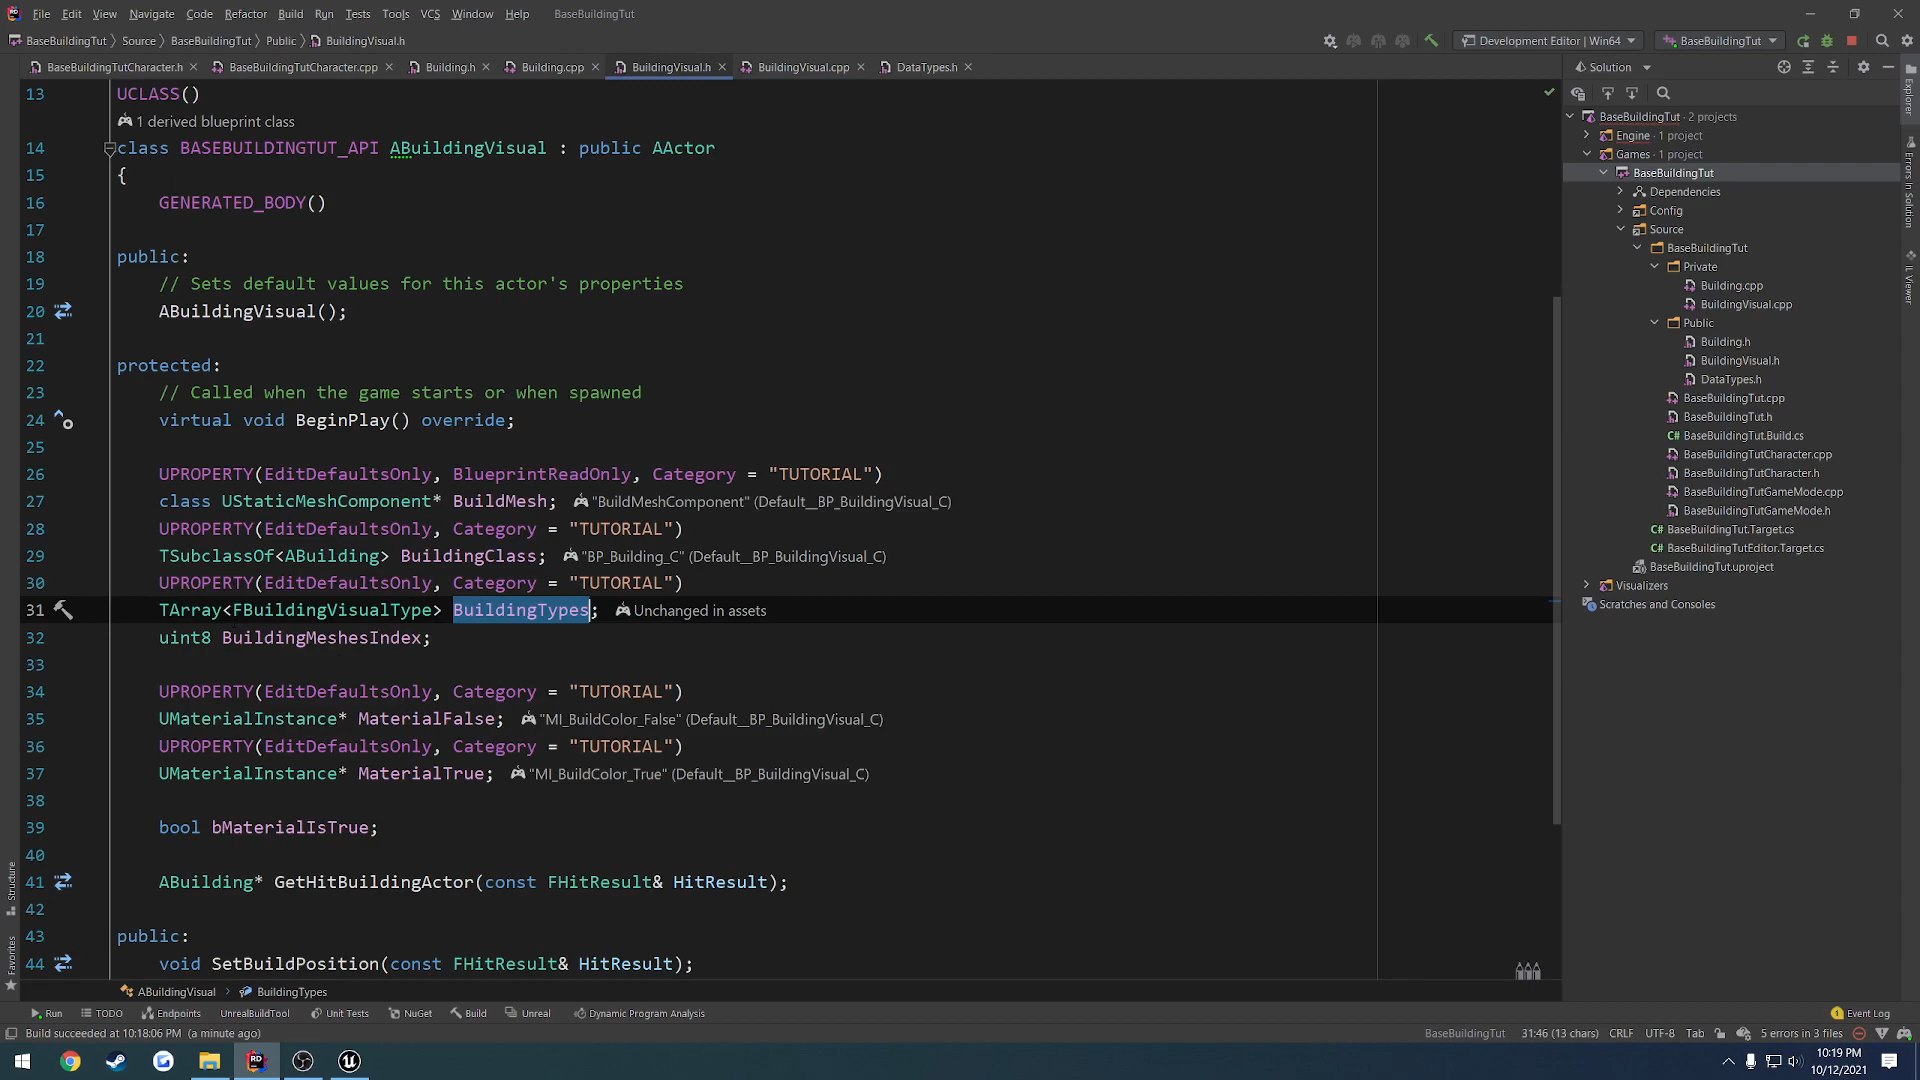 File Edit View Navigate Code Refactor Build Run Tests Tools VCS Window Help BaseBuildingTut
BaseBuildingTut Source BaseBuildingTut Public BuildingVisual.h
Development Editor | Win64 BaseBuildingTut
BaseBuildingTutCharacter.h BaseBuildingTutCharacter.cpp Building.h Building.cpp BuildingVisual.h BuildingVisual.cpp DataTypes.h
13 UCLASS()
1 derived blueprint class
14 class BASEBUILDINGTUT_API ABuildingVisual : public AActor
15 {
16 GENERATED_BODY()
17
18 public:
19 // Sets default values for this actor's properties
20 ABuildingVisual();
21
22 protected:
23 // Called when the game starts or when spawned
24 virtual void BeginPlay() override;
25
26 UPROPERTY(EditDefaultsOnly, BlueprintReadOnly, Category = "TUTORIAL")
27 class UStaticMeshComponent* BuildMesh; "BuildMeshComponent" (Default__BP_BuildingVisual_C)
28 UPROPERTY(EditDefaultsOnly, Category = "TUTORIAL")
29 TSubclassOf<ABuilding> BuildingClass; "BP_Building_C" (Default__BP_BuildingVisual_C)
30 UPROPERTY(EditDefaultsOnly, Category = "TUTORIAL")
31 TArray<FBuildingVisualType> BuildingTypes; Unchanged in assets
32 uint8 BuildingMeshesIndex;
33
34 UPROPERTY(EditDefaultsOnly, Category = "TUTORIAL")
35 UMaterialInstance* MaterialFalse; "MI_BuildColor_False" (Default__BP_BuildingVisual_C)
36 UPROPERTY(EditDefaultsOnly, Category = "TUTORIAL")
37 UMaterialInstance* MaterialTrue; "MI_BuildColor_True" (Default__BP_BuildingVisual_C)
38
39 bool bMaterialIsTrue;
40
41 ABuilding* GetHitBuildingActor(const FHitResult& HitResult);
42
43 public:
44 void SetBuildPosition(const FHitResult& HitResult);
ABuildingVisual BuildingTypes
Solution
BaseBuildingTut · 2 projects
Engine · 1 project
Games · 1 project
BaseBuildingTut
Dependencies
Config
Source
BaseBuildingTut
Private
Building.cpp
BuildingVisual.cpp
Public
Building.h
BuildingVisual.h
DataTypes.h
BaseBuildingTut.cpp
BaseBuildingTut.h
BaseBuildingTut.Build.cs
BaseBuildingTutCharacter.cpp
BaseBuildingTutCharacter.h
BaseBuildingTutGameMode.cpp
BaseBuildingTutGameMode.h
BaseBuildingTut.Target.cs
BaseBuildingTutEditor.Target.cs
BaseBuildingTut.uproject
Visualizers
Scratches and Consoles
Explorer
Errors In Solution
IL Viewer
Structure
Favorites
Run TODO Endpoints UnrealBuildTool Unit Tests NuGet Build Unreal Dynamic Program Analysis
1 Event Log
Build succeeded at 10:18:06 PM (a minute ago)
BaseBuildingTut 31:46 (13 chars) CRLF UTF-8 Tab 5 errors in 3 files
10:19 PM
10/12/2021